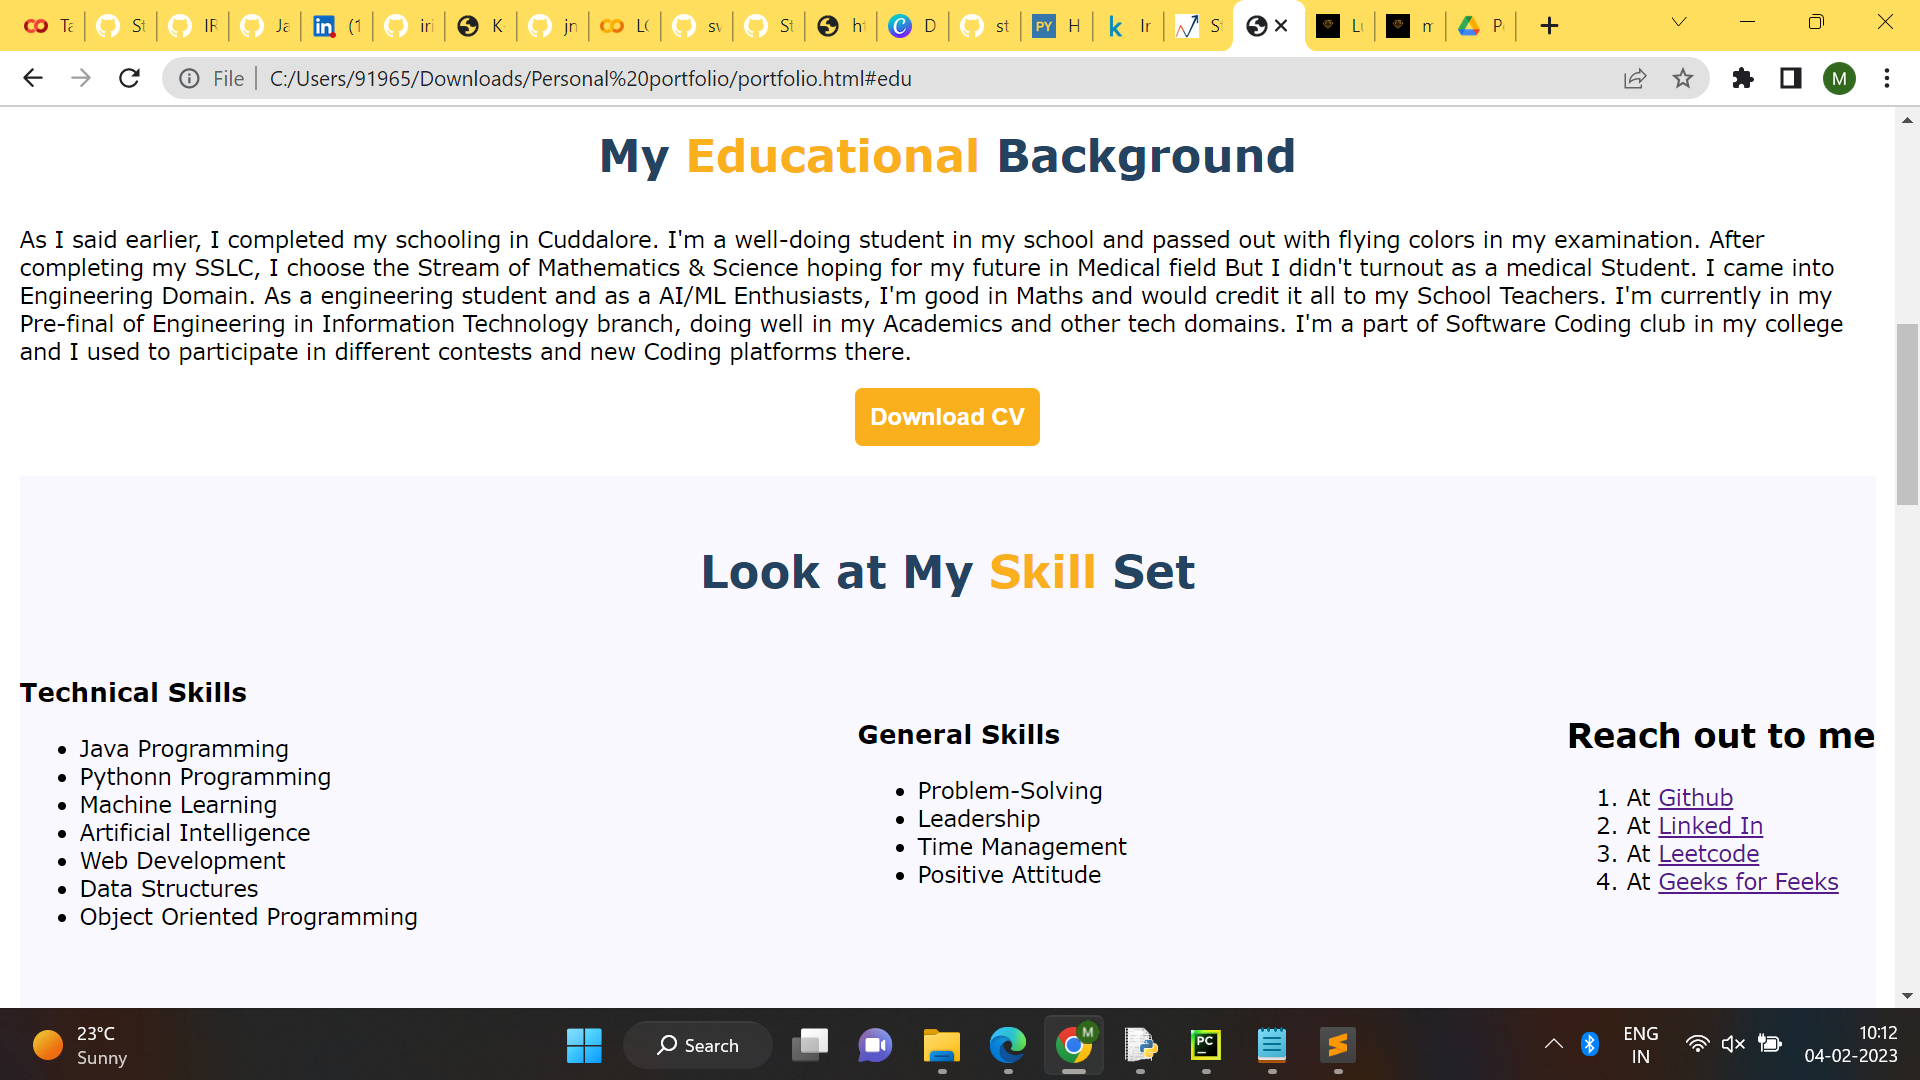 Ta St IR Ja (1 iri K- jn LC sv St ht D st H Ir St Lu m Po
File C:/Users/91965/Downloads/Personal%20portfolio/portfolio.html#edu M
My Educational Background
As I said earlier, I completed my schooling in Cuddalore. I'm a well-doing student in my school and passed out with flying colors in my examination. After
completing my SSLC, I choose the Stream of Mathematics & Science hoping for my future in Medical field But I didn't turnout as a medical Student. I came into
Engineering Domain. As a engineering student and as a AI/ML Enthusiasts, I'm good in Maths and would credit it all to my School Teachers. I'm currently in my
Pre-final of Engineering in Information Technology branch, doing well in my Academics and other tech domains. I'm a part of Software Coding club in my college
and I used to participate in different contests and new Coding platforms there.
Download CV
Look at My Skill Set
Technical Skills
• Java Programming
• Pythonn Programming
• Machine Learning
• Artificial Intelligence
• Web Development
• Data Structures
• Object Oriented Programming
General Skills
• Problem-Solving
• Leadership
• Time Management
• Positive Attitude
Reach out to me
1. At Github
2. At Linked In
3. At Leetcode
4. At Geeks for Feeks
23°C
Sunny
Search
ENG
IN
10:12
04-02-2023